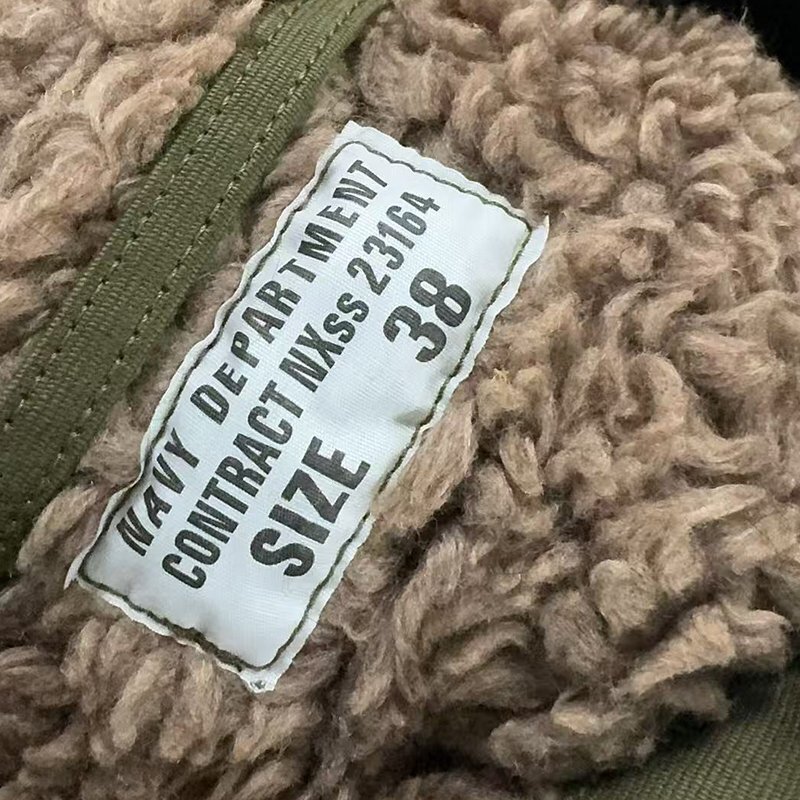 NAVY DEPARTMENT
CONTRACT NXss 23164
SIZE 38